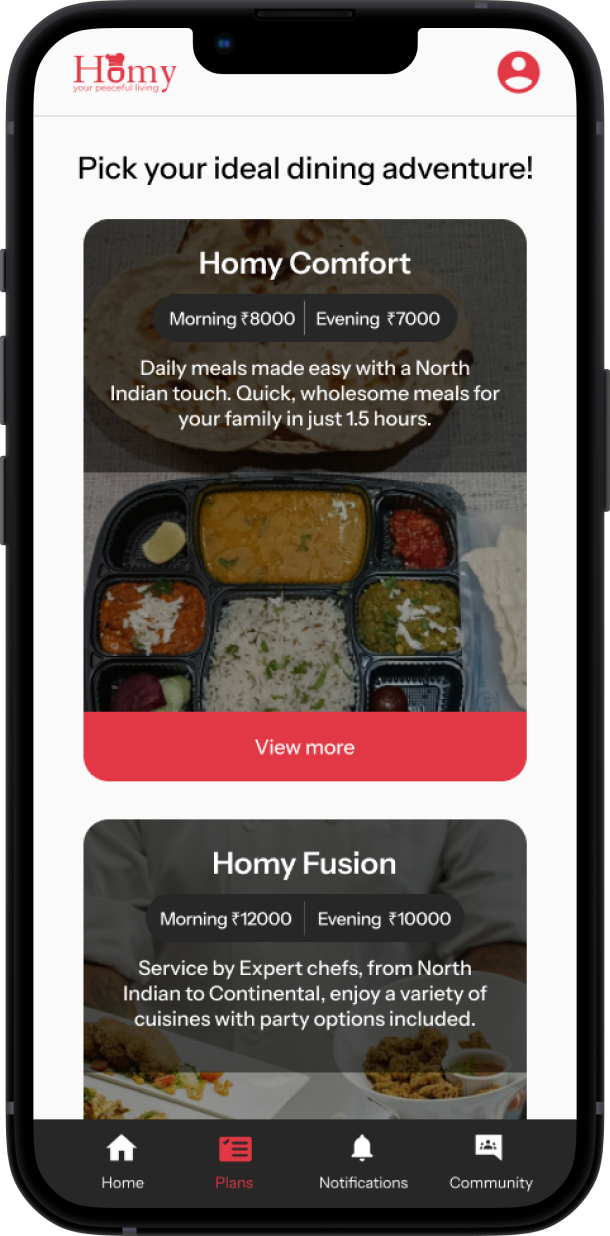 Homy
your peaceful living
Pick your ideal dining adventure!
Homy Comfort
Morning ₹8000 Evening ₹7000
Daily meals made easy with a North
Indian touch. Quick, wholesome meals for
your family in just 1.5 hours.
View more
Homy Fusion
Morning ₹12000 Evening ₹10000
Service by Expert chefs, from North
Indian to Continental, enjoy a variety of
cuisines with party options included.
Home Plans Notifications Community